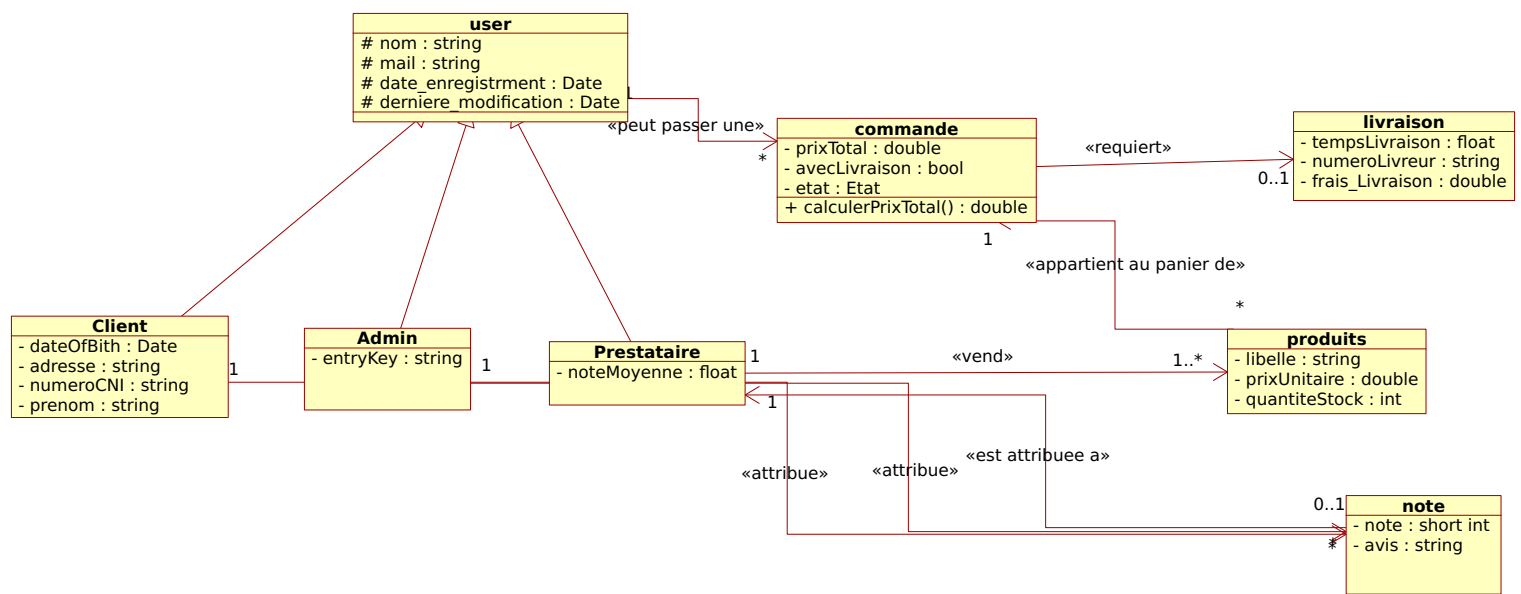 user
# nom : string
# mail : string
# date_enregistrment : Date
# derniere_modification : Date
1
«peut passer une»
*
commande
- prixTotal : double
- avecLivraison : bool
- etat : Etat
+ calculerPrixTotal() : double
«requiert»
0..1
livraison
- tempsLivraison : float
- numeroLivreur : string
- frais_Livraison : double
1
«appartient au panier de»
*
Client
- dateOfBith : Date
- adresse : string
- numeroCNI : string
- prenom : string
1
Admin
- entryKey : string
1
Prestataire
- noteMoyenne : float
1
«vend»
1..*
produits
- libelle : string
- prixUnitaire : double
- quantiteStock : int
1
«est attribuee a»
«attribue»
«attribue»
0..1
*
*
note
- note : short int
- avis : string